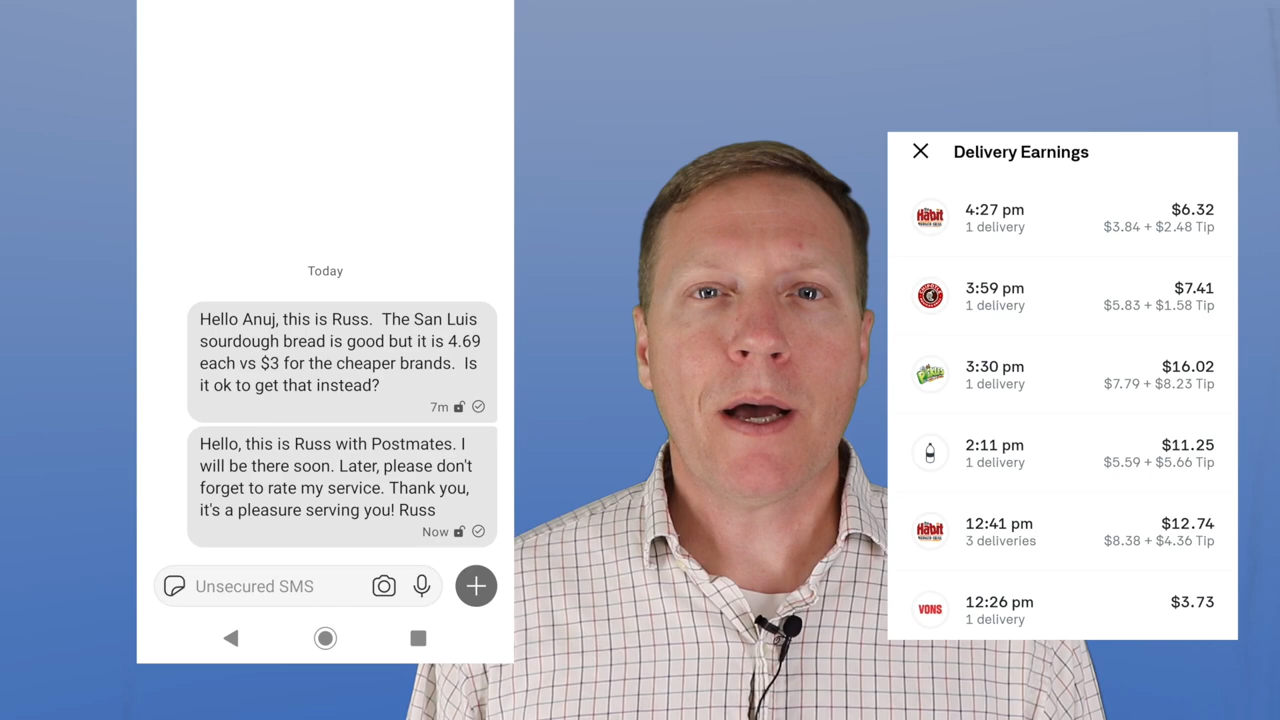 Today
Hello Anuj, this is Russ. The San Luis
sourdough bread is good but it is 4.69
each vs $3 for the cheaper brands. Is
it ok to get that instead?
7m
Hello, this is Russ with Postmates. I
will be there soon. Later, please don't
forget to rate my service. Thank you,
it's a pleasure serving you! Russ
Now
Unsecured SMS
Delivery Earnings
Habit
4:27 pm
$6.32
1 delivery
$3.84 + $2.48 Tip
CHIPOTLE
3:59 pm
$7.41
1 delivery
$5.83 + $1.58 Tip
3:30 pm
$16.02
1 delivery
$7.79 + $8.23 Tip
2:11 pm
$11.25
1 delivery
$5.59 + $5.66 Tip
Habit
12:41 pm
$12.74
3 deliveries
$8.38 + $4.36 Tip
VONS
12:26 pm
$3.73
1 delivery